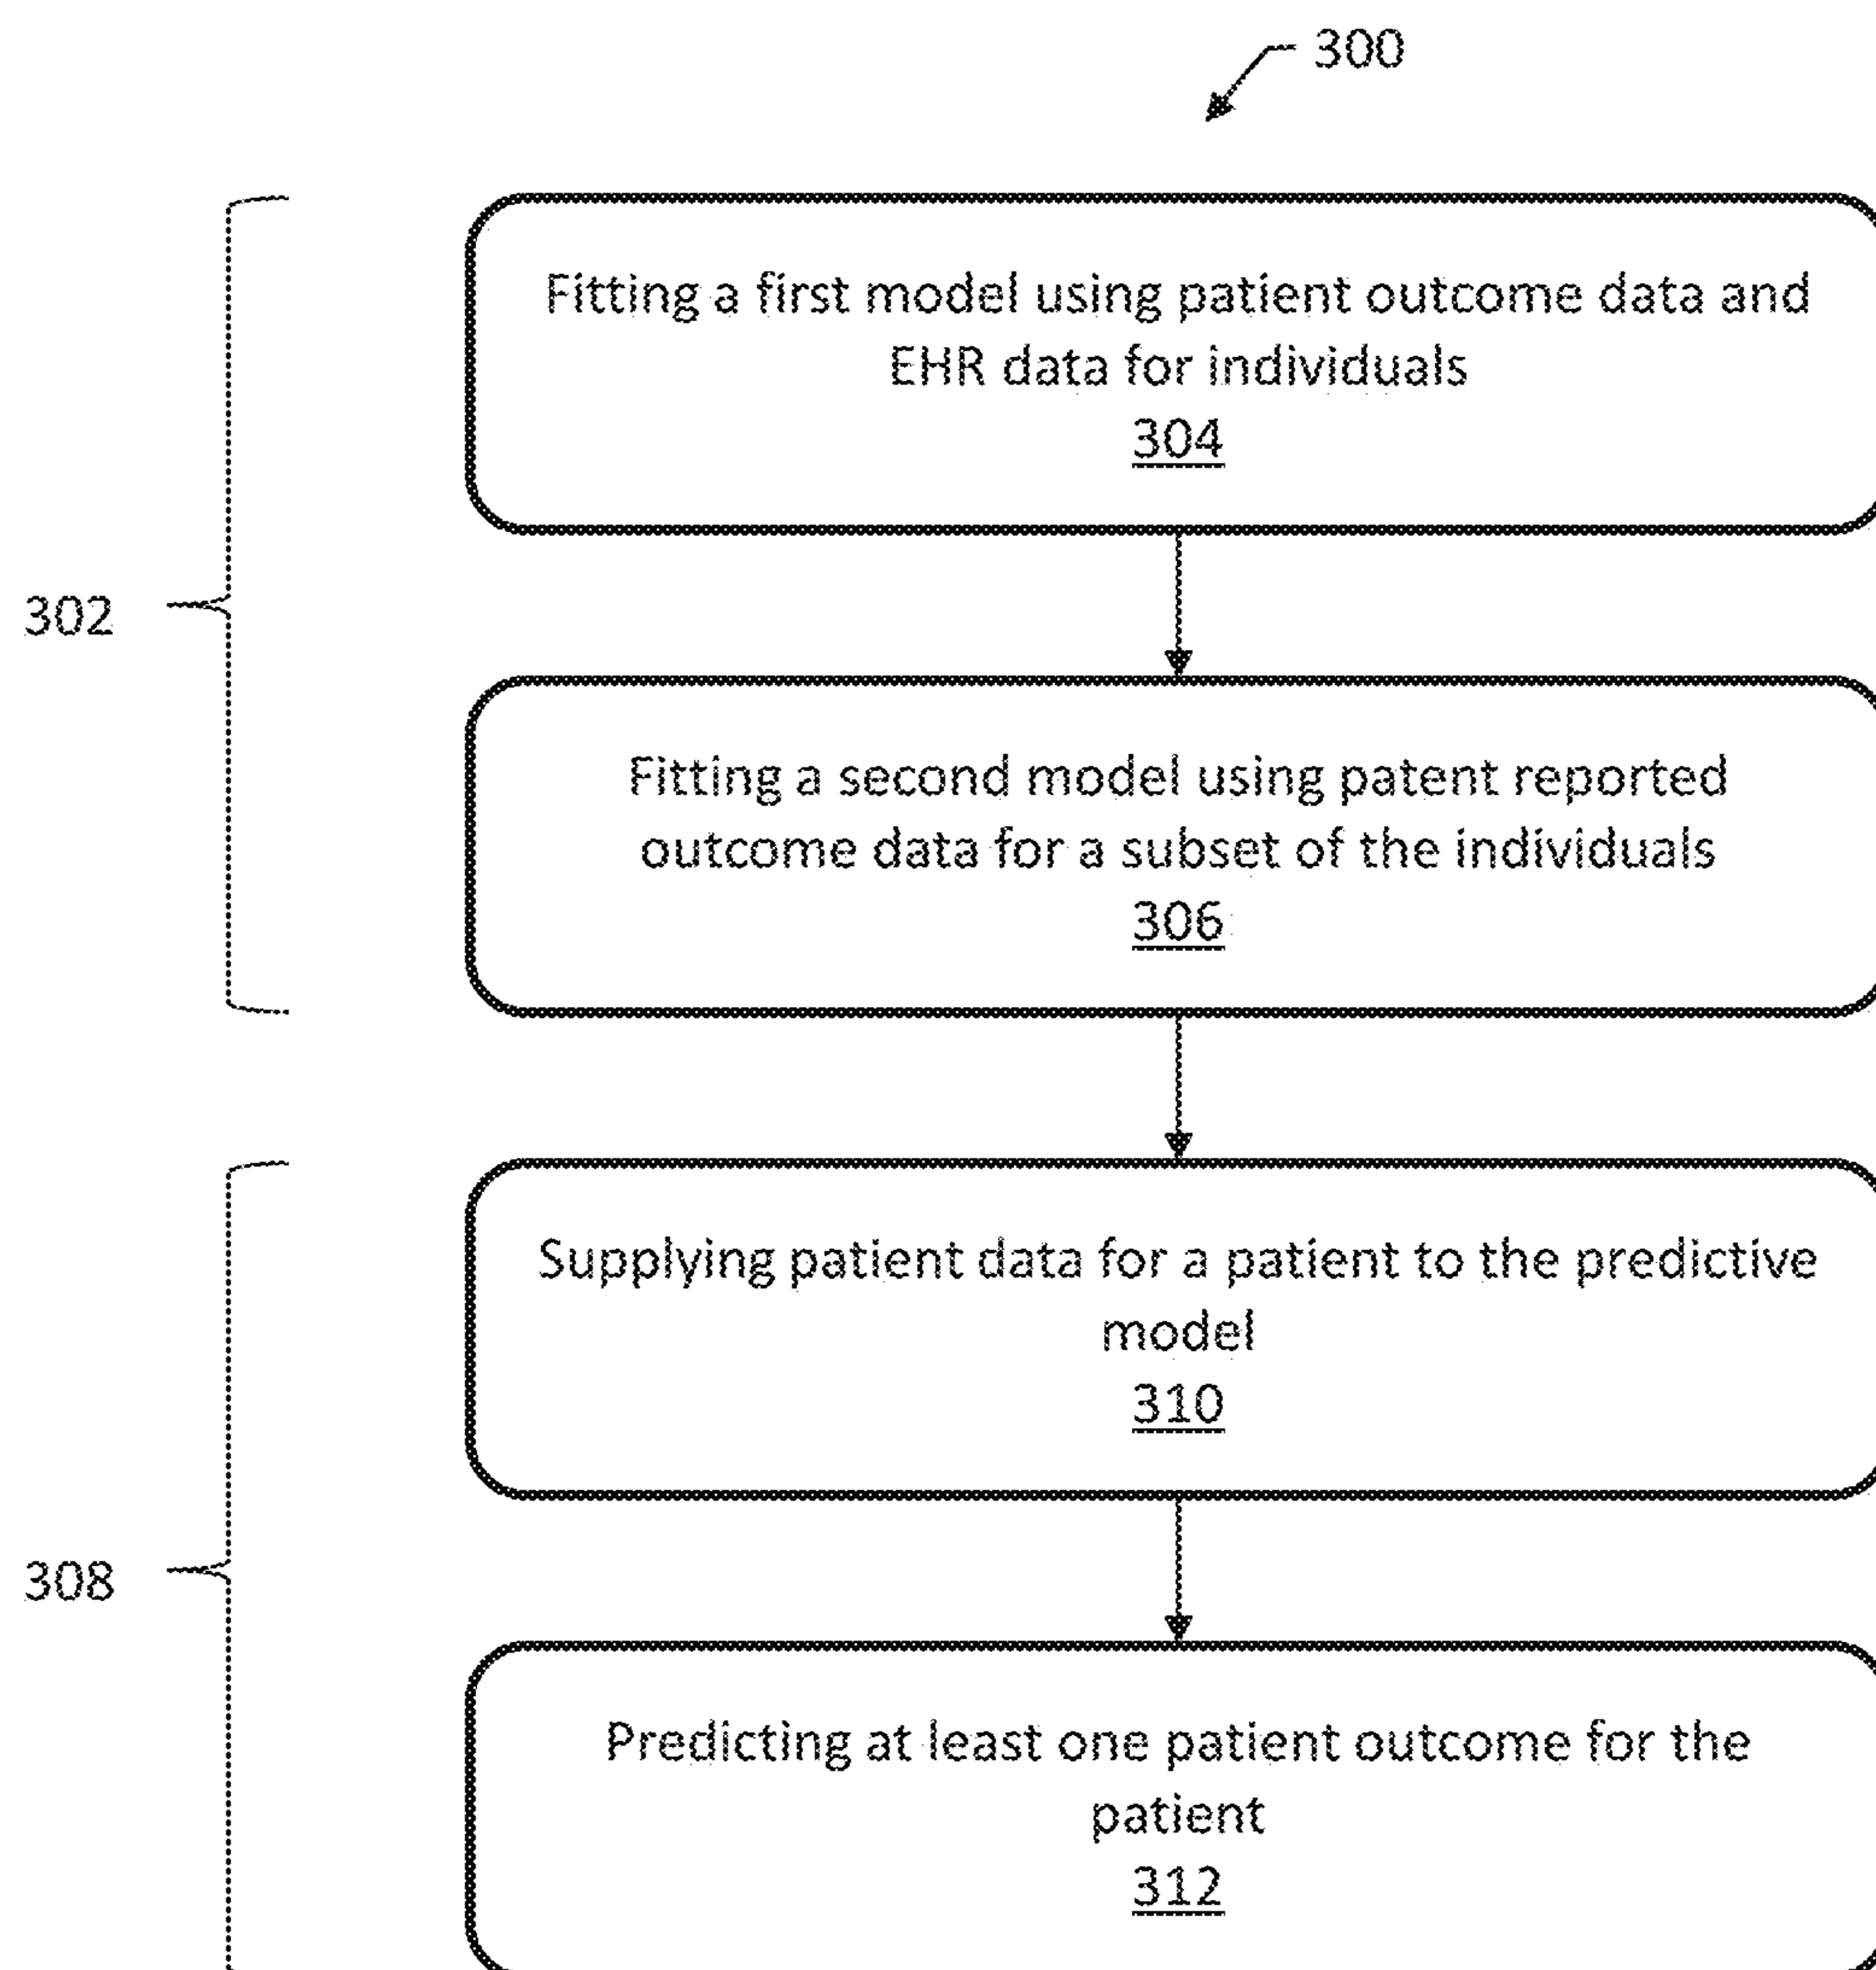 300
Fitting a first model using patient outcome data and
EHR data for individuals
304
302
Fitting a second model using patent reported
outcome data for a subset of the individuals
306
Supplying patient data for a patient to the predictive
model
310
308
Predicting at least one patient outcome for the
patient
312